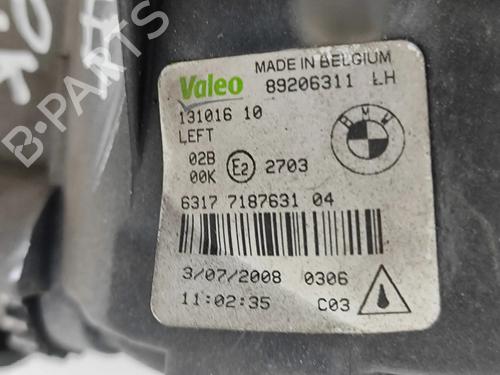 B-PARTS
MADE IN BELGIUM
Valeo 89206311 LH
131016 10
LEFT
BMW
02B
00K E2 2703
6317 7187631 04
3/07/2008 0306
11:02:35 C03